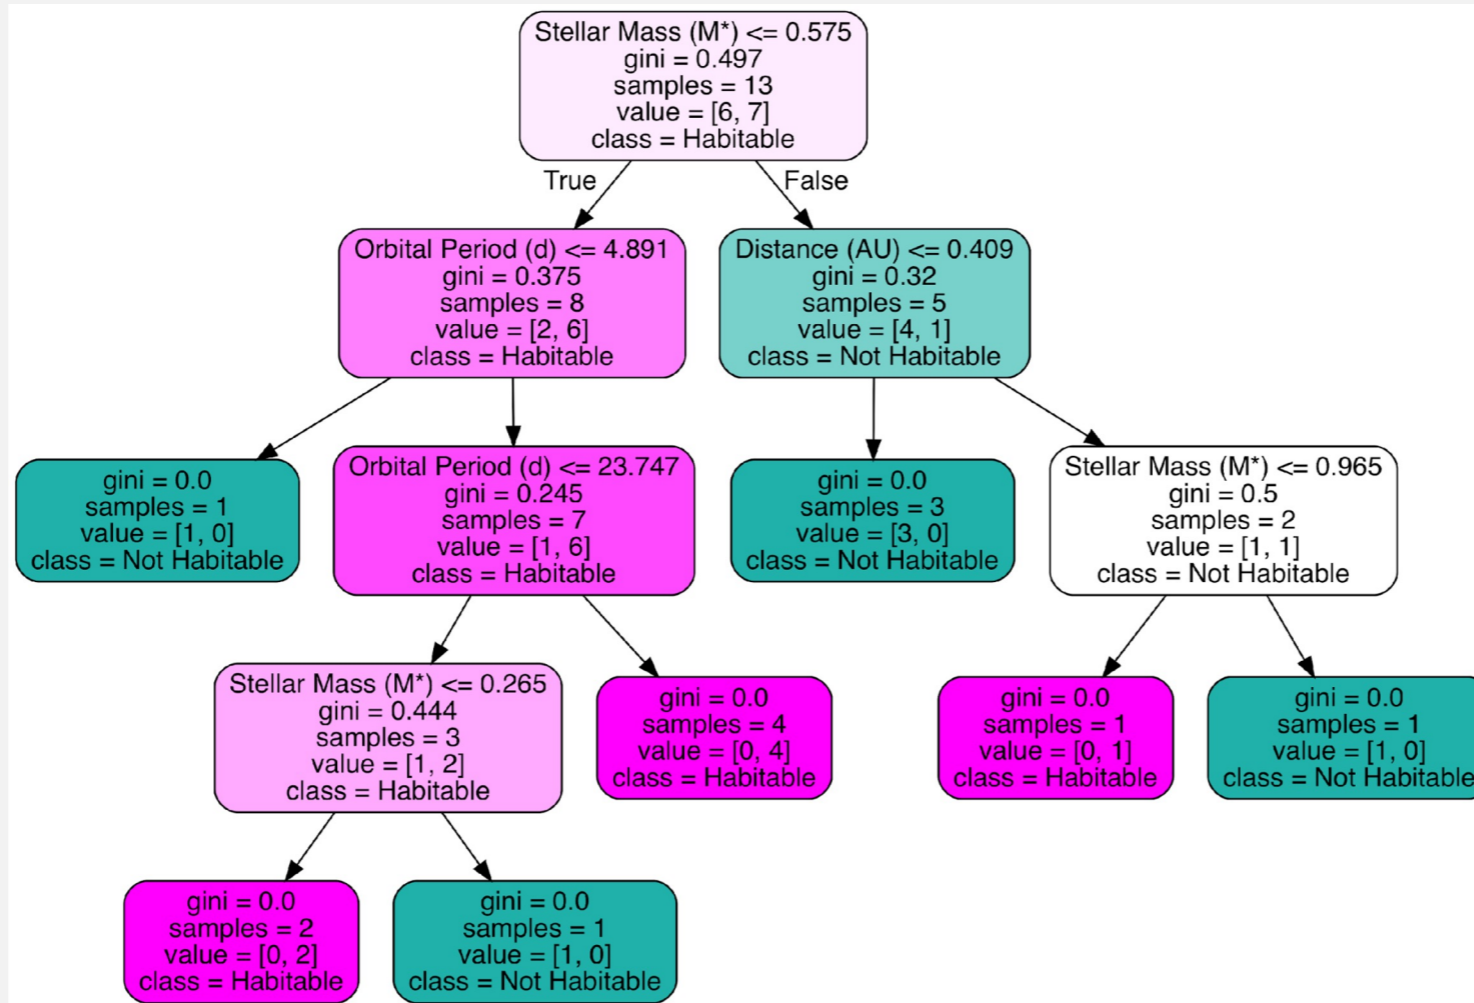 Stellar Mass (M*) <= 0.575
gini = 0.497
samples = 13
value = [6, 7]
class = Habitable
True
False
Orbital Period (d) <= 4.891
gini = 0.375
samples = 8
value = [2, 6]
class = Habitable
Distance (AU) <= 0.409
gini = 0.32
samples = 5
value = [4, 1]
class = Not Habitable
gini = 0.0
samples = 1
value = [1, 0]
class = Not Habitable
Orbital Period (d) <= 23.747
gini = 0.245
samples = 7
value = [1, 6]
class = Habitable
gini = 0.0
samples = 3
value = [3, 0]
class = Not Habitable
Stellar Mass (M*) <= 0.965
gini = 0.5
samples = 2
value = [1, 1]
class = Not Habitable
Stellar Mass (M*) <= 0.265
gini = 0.444
samples = 3
value = [1, 2]
class = Habitable
gini = 0.0
samples = 4
value = [0, 4]
class = Habitable
gini = 0.0
samples = 1
value = [0, 1]
class = Habitable
gini = 0.0
samples = 1
value = [1, 0]
class = Not Habitable
gini = 0.0
samples = 2
value = [0, 2]
class = Habitable
gini = 0.0
samples = 1
value = [1, 0]
class = Not Habitable